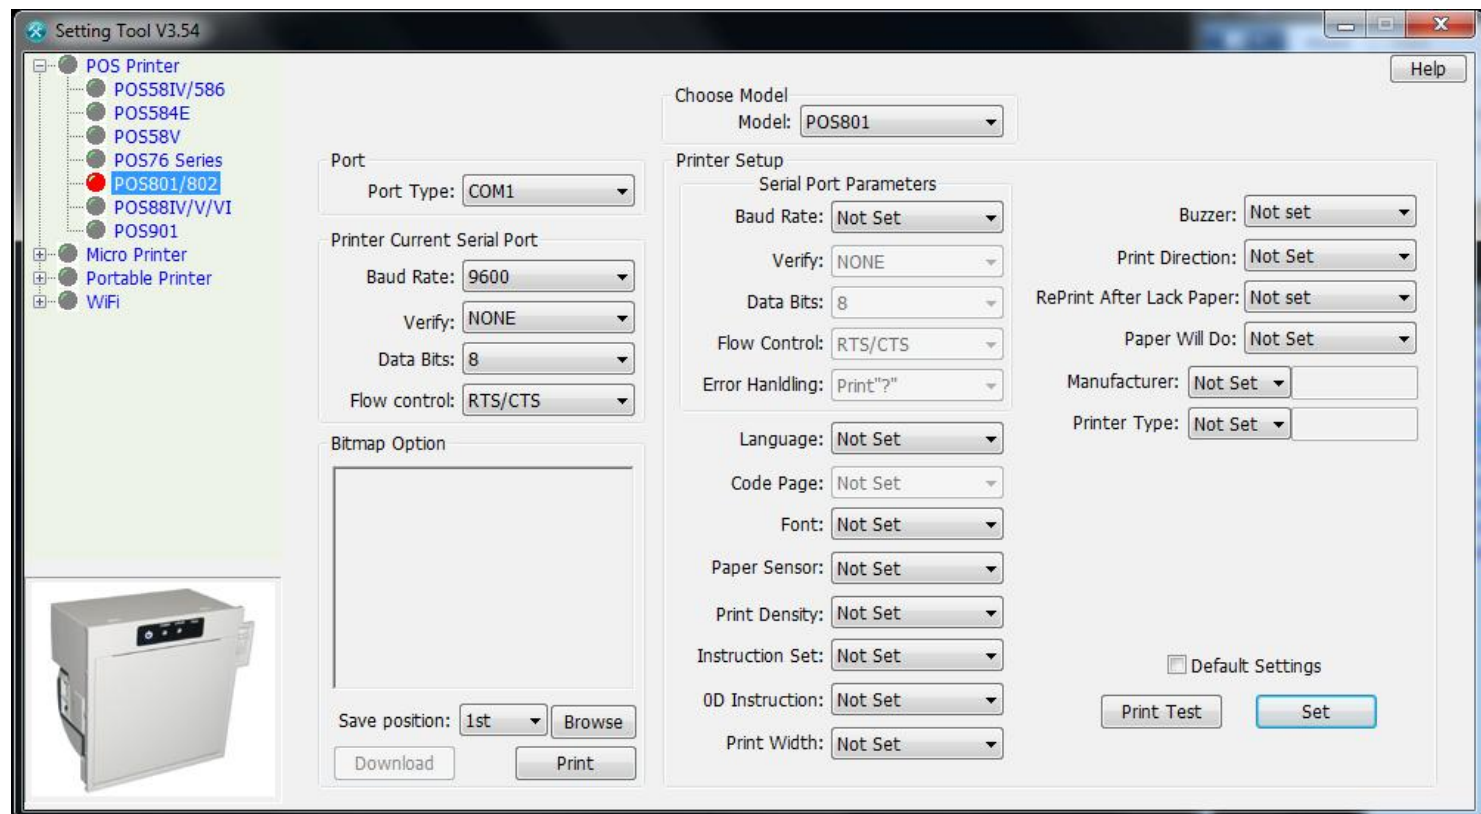 Setting Tool V3.54
POS Printer
POS58IV/586
POS584E
POS58V
POS76 Series
POS801/802
POS88IV/V/VI
POS901
Micro Printer
Portable Printer
WiFi
Help
Choose Model
Model: POS801
Port
Port Type: COM1
Printer Current Serial Port
Baud Rate: 9600
Verify: NONE
Data Bits: 8
Flow control: RTS/CTS
Bitmap Option
Save position: 1st Browse
Download Print
Printer Setup
Serial Port Parameters
Baud Rate: Not Set
Verify: NONE
Data Bits: 8
Flow Control: RTS/CTS
Error Hanldling: Print"?"
Language: Not Set
Code Page: Not Set
Font: Not Set
Paper Sensor: Not Set
Print Density: Not Set
Instruction Set: Not Set
0D Instruction: Not Set
Print Width: Not Set
Buzzer: Not set
Print Direction: Not Set
RePrint After Lack Paper: Not set
Paper Will Do: Not Set
Manufacturer: Not Set
Printer Type: Not Set
Default Settings
Print Test Set